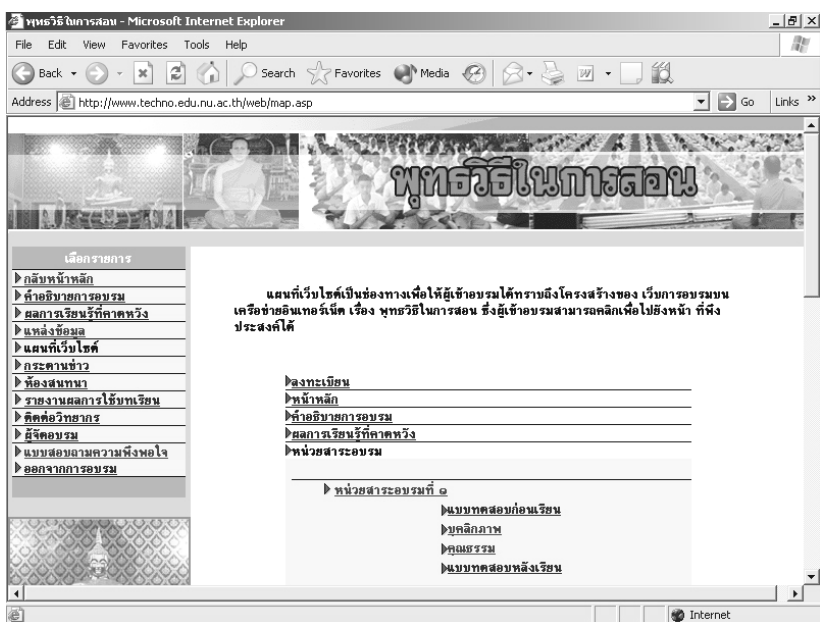 พุทธวิธีในการสอน - Microsoft Internet Explorer
File Edit View Favorites Tools Help
Back Search Favorites Media
Address http://www.techno.edu.nu.ac.th/web/map.asp Go Links »
พุทธวิธีในการสอน
เลือกรายการ
กลับหน้าหลัก
คำอธิบายการอบรม
ผลการเรียนรู้ที่คาดหวัง
แหล่งข้อมูล
แผนที่เว็บไซต์
กระดานข่าว
ห้องสนทนา
รายงานผลการใช้บทเรียน
ติดต่อวิทยากร
ผู้จัดอบรม
แบบสอบถามความพึงพอใจ
ออกจากการอบรม
แผนที่เว็บไซต์เป็นช่องทางเพื่อให้ผู้เข้าอบรมได้ทราบถึงโครงสร้างของ เว็บการอบรมบน
เครือข่ายอินเทอร์เน็ต เรื่อง พุทธวิธีในการสอน ซึ่งผู้เข้าอบรมสามารถคลิกเพื่อไปยังหน้า ที่พึง
ประสงค์ได้
ลงทะเบียน
หน้าหลัก
คำอธิบายการอบรม
ผลการเรียนรู้ที่คาดหวัง
หน่วยสาระอบรม
หน่วยสาระอบรมที่ ๑
แบบทดสอบก่อนเรียน
บุคลิกภาพ
คุณธรรม
แบบทดสอบหลังเรียน
Internet